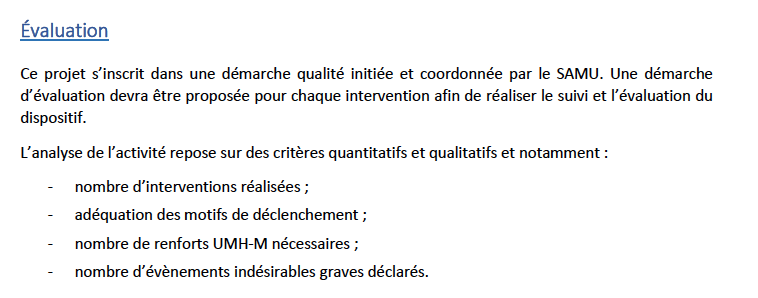 Évaluation
Ce projet s’inscrit dans une démarche qualité initiée et coordonnée par le SAMU. Une démarche
d’évaluation devra être proposée pour chaque intervention afin de réaliser le suivi et l’évaluation du
dispositif.
L’analyse de l’activité repose sur des critères quantitatifs et qualitatifs et notamment :
- nombre d’interventions réalisées ;
- adéquation des motifs de déclenchement ;
- nombre de renforts UMH-M nécessaires ;
- nombre d’évènements indésirables graves déclarés.